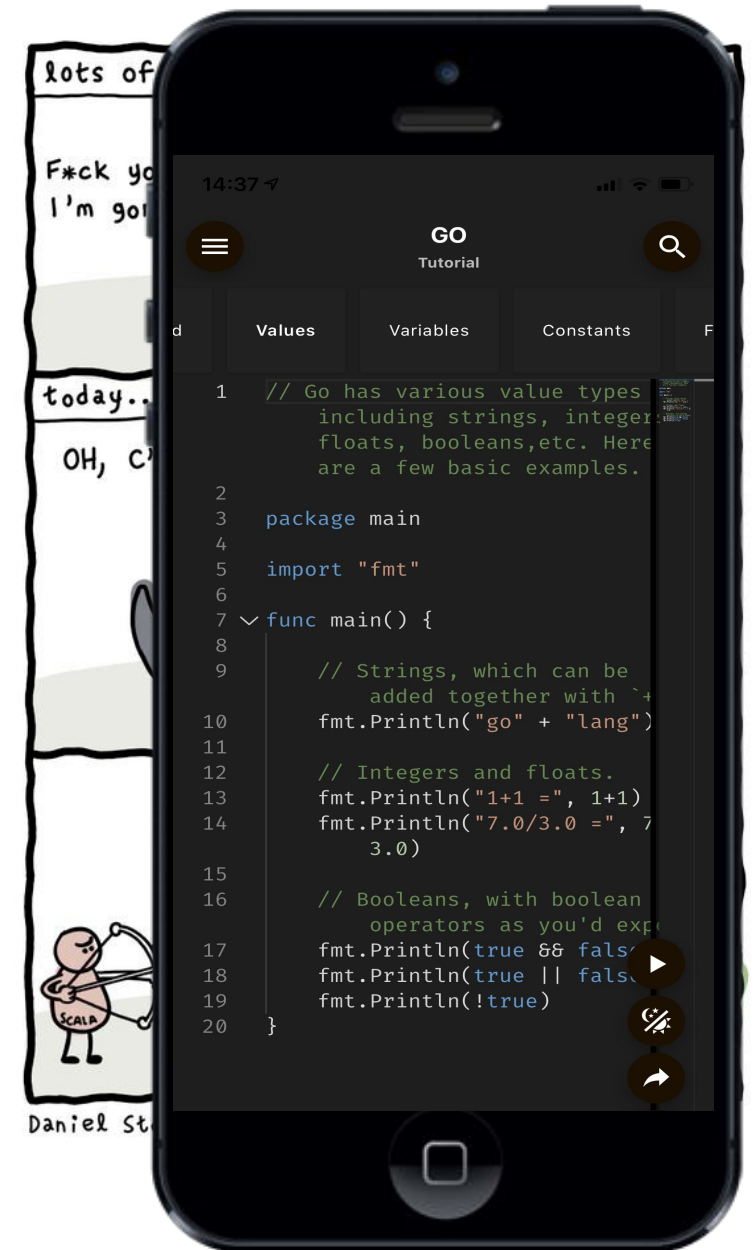 lots of
F*ck yo
I'm goi
today..
OH, C'
SCALA
Daniel St
14:37
GO
Tutorial
d
Values
Variables
Constants
F
1 // Go has various value types
including strings, integers
floats, booleans,etc. Here
are a few basic examples.
2
3 package main
4
5 import "fmt"
6
7 func main() {
8
9 // Strings, which can be
added together with `+
10 fmt.Println("go" + "lang")
11
12 // Integers and floats.
13 fmt.Println("1+1 =", 1+1)
14 fmt.Println("7.0/3.0 =", 7
3.0)
15
16 // Booleans, with boolean
operators as you'd exp
17 fmt.Println(true && fals
18 fmt.Println(true || fals
19 fmt.Println(!true)
20 }